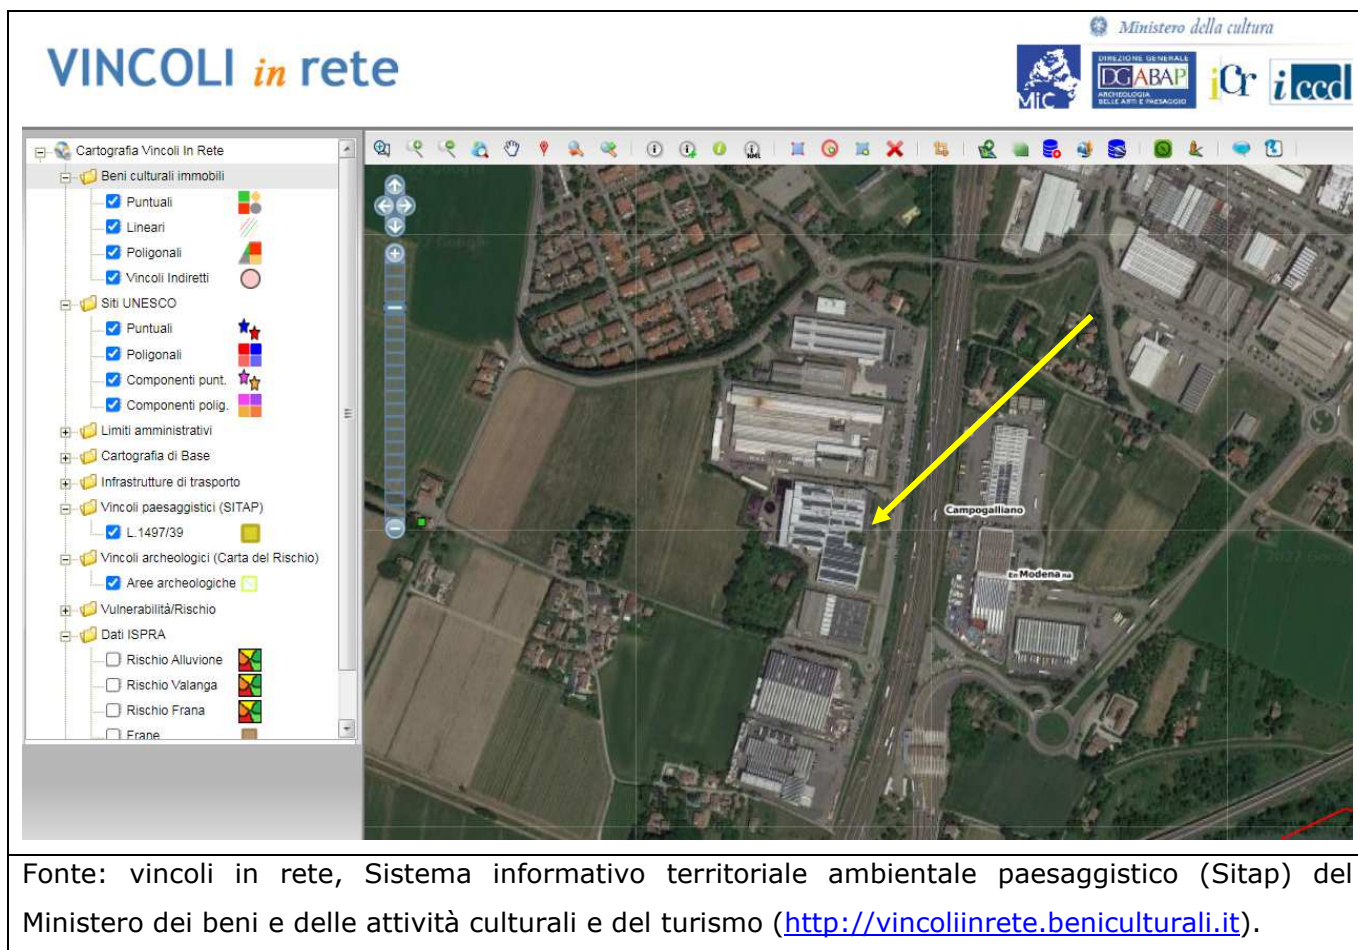 Ministero della cultura
VINCOLI in rete
MiC
DIREZIONE GENERALE
DGABAP
ARCHEOLOGIA
BELLE ARTI E PAESAGGIO
iCr
iccd
Cartografia Vincoli In Rete
Beni culturali immobili
Puntuali
Lineari
Poligonali
Vincoli Indiretti
Siti UNESCO
Puntuali
Poligonali
Componenti punt.
Componenti polig.
Limiti amministrativi
Cartografia di Base
Infrastrutture di trasporto
Vincoli paesaggistici (SITAP)
L.1497/39
Vincoli archeologici (Carta del Rischio)
Aree archeologiche
Vulnerabilità/Rischio
Dati ISPRA
Rischio Alluvione
Rischio Valanga
Rischio Frana
Frane
Campogalliano
En Modena na
Fonte: vincoli in rete, Sistema informativo territoriale ambientale paesaggistico (Sitap) del
Ministero dei beni e delle attività culturali e del turismo (http://vincoliinrete.beniculturali.it).